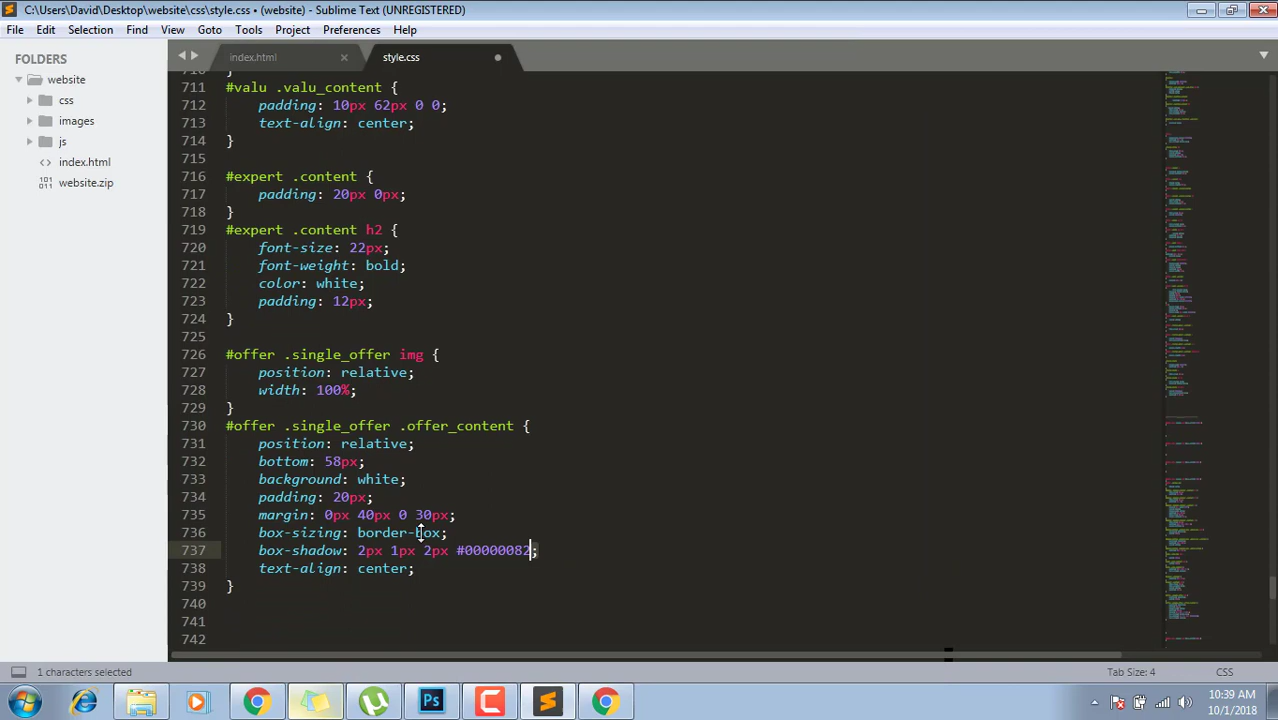 C:\Users\David\Desktop\website\css\style.css • (website) - Sublime Text (UNREGISTERED)
File Edit Selection Find View Goto Tools Project Preferences Help
FOLDERS
website
css
images
js
index.html
website.zip
index.html
style.css
711 #valu .valu_content {
712 padding: 10px 62px 0 0;
713 text-align: center;
714 }
715
716 #expert .content {
717 padding: 20px 0px;
718 }
719 #expert .content h2 {
720 font-size: 22px;
721 font-weight: bold;
722 color: white;
723 padding: 12px;
724 }
725
726 #offer .single_offer img {
727 position: relative;
728 width: 100%;
729 }
730 #offer .single_offer .offer_content {
731 position: relative;
732 bottom: 58px;
733 background: white;
734 padding: 20px;
735 margin: 0px 40px 0 30px;
736 box-sizing: border-box;
737 box-shadow: 2px 1px 2px #00000082;
738 text-align: center;
739 }
740
741
742
1 characters selected
Tab Size: 4
CSS
Ps
10:39 AM
10/1/2018